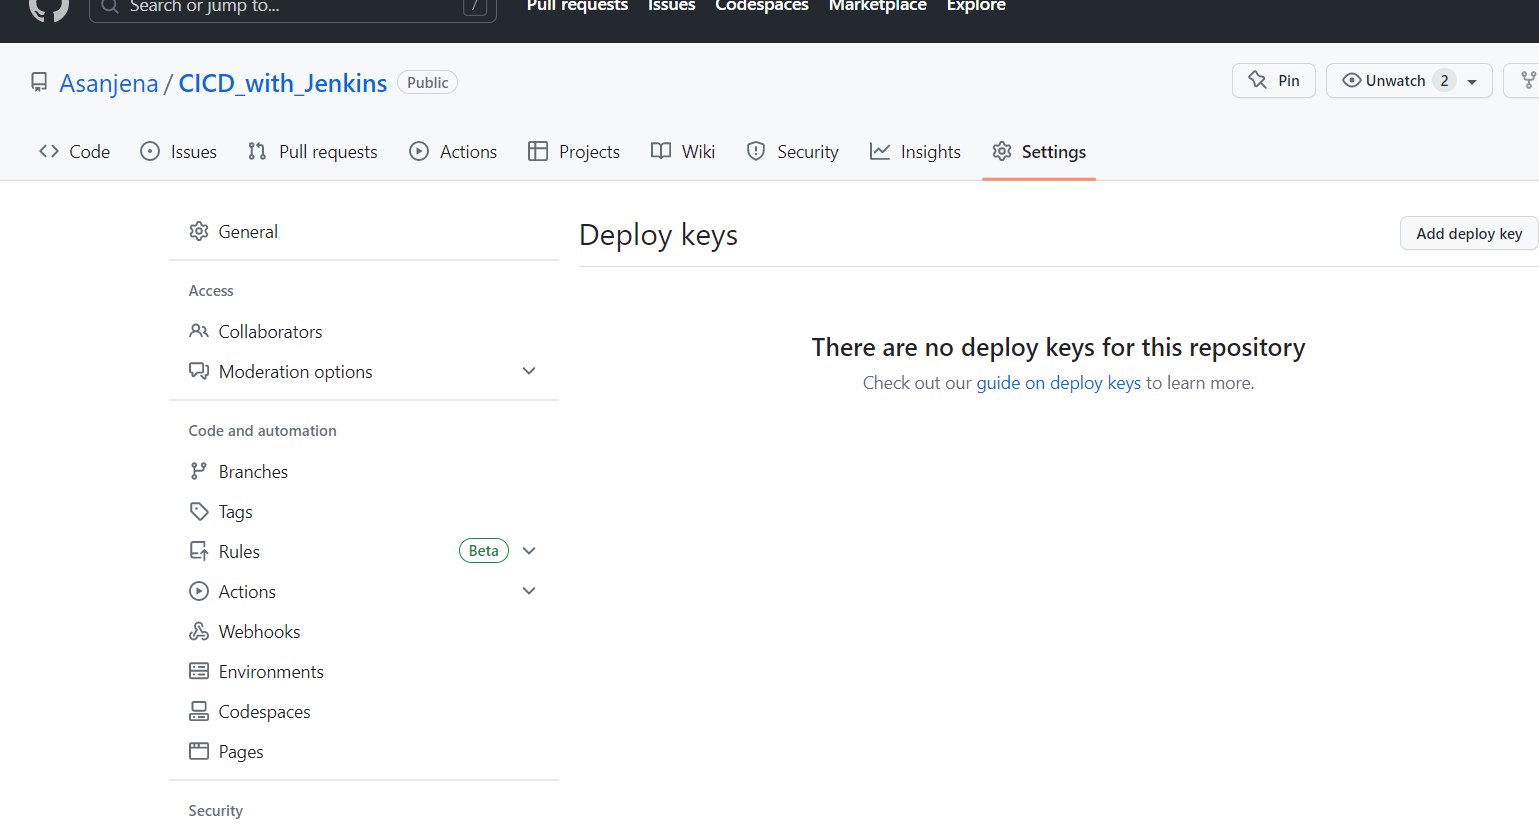 Search or jump to... /
Pull requests Issues Codespaces Marketplace Explore
Asanjena / CICD_with_Jenkins Public
Pin Unwatch 2
Code Issues Pull requests Actions Projects Wiki Security Insights Settings
General
Access
Collaborators
Moderation options
Code and automation
Branches
Tags
Rules Beta
Actions
Webhooks
Environments
Codespaces
Pages
Security
Deploy keys Add deploy key
There are no deploy keys for this repository
Check out our guide on deploy keys to learn more.